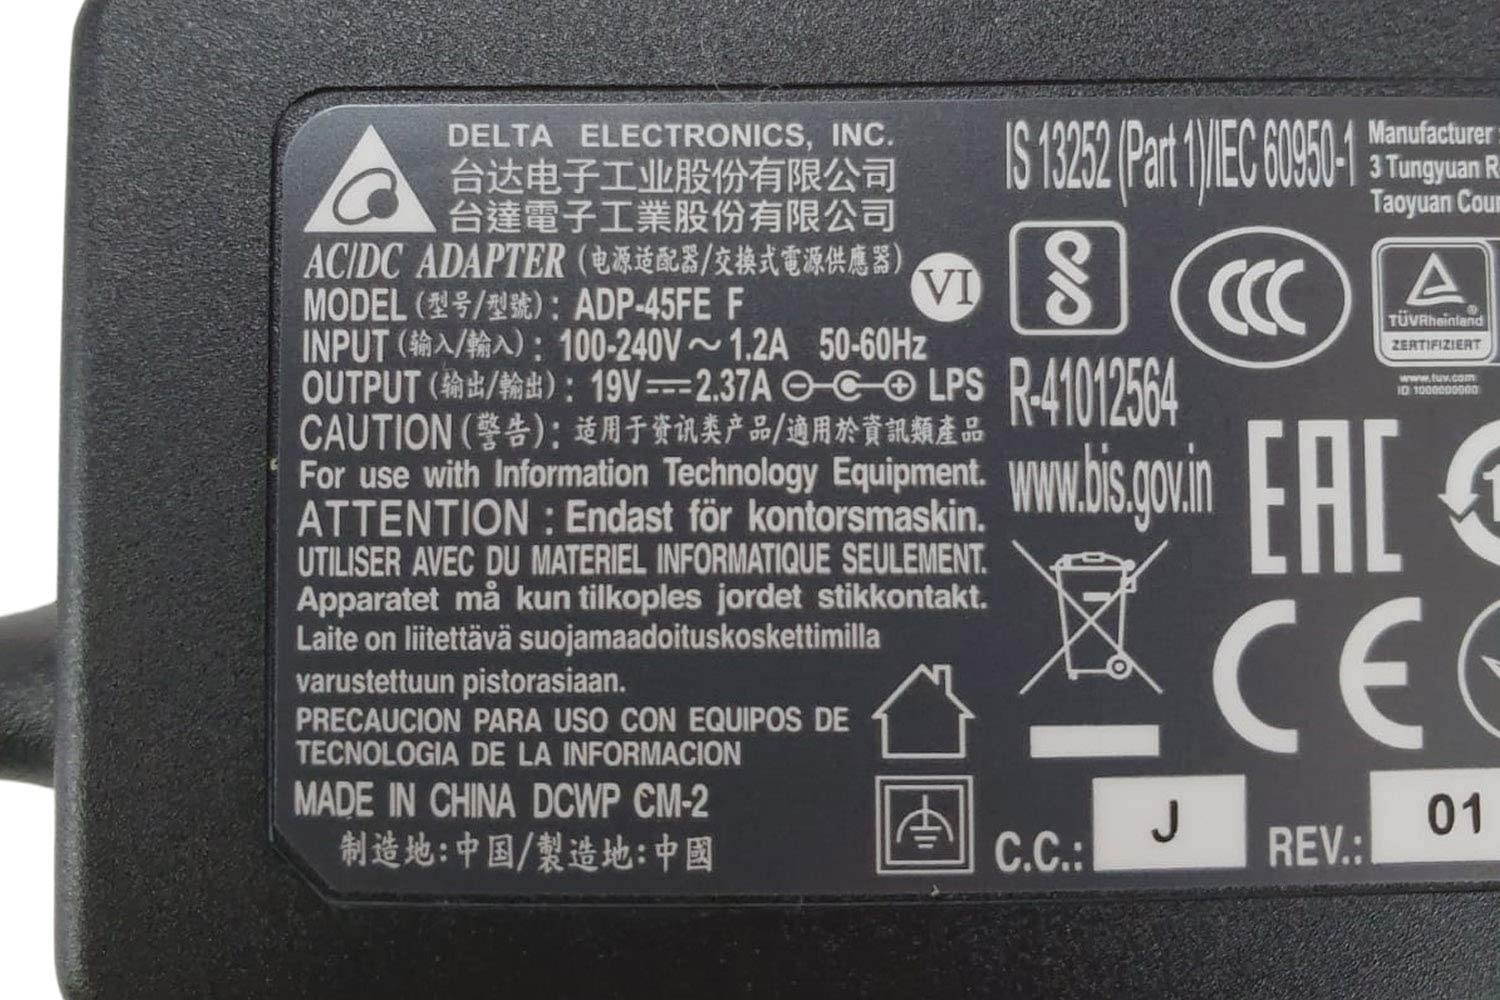 DELTA ELECTRONICS, INC.
台达电子工业股份有限公司
台達電子工業股份有限公司
AC/DC ADAPTER (电源适配器/交换式電源供應器)
MODEL (型号/型號) : ADP-45FE F
VI
INPUT (输入/輸入) : 100-240V ~ 1.2A 50-60Hz
OUTPUT (输出/輸出) : 19V 2.37A LPS
CAUTION (警告) : 适用于资讯类产品/適用於資訊類產品
For use with Information Technology Equipment.
ATTENTION : Endast för kontorsmaskin.
UTILISER AVEC DU MATERIEL INFORMATIQUE SEULEMENT.
Apparatet må kun tilkoples jordet stikkontakt.
Laite on liitettävä suojamaadoituskoskettimilla
varustettuun pistorasiaan.
PRECAUCION PARA USO CON EQUIPOS DE
TECNOLOGIA DE LA INFORMACION
MADE IN CHINA DCWP CM-2
制造地:中国/製造地:中國
IS 13252 (Part 1)/IEC 60950-1
Manufacturer
3 Tungyuan R
Taoyuan Coun
CCC
TÜVRheinland
ZERTIFIZIERT
www.tuv.com
ID 1000000000
R-41012564
www.bis.gov.in
EAC
CE
C.C.: J
REV.: 01